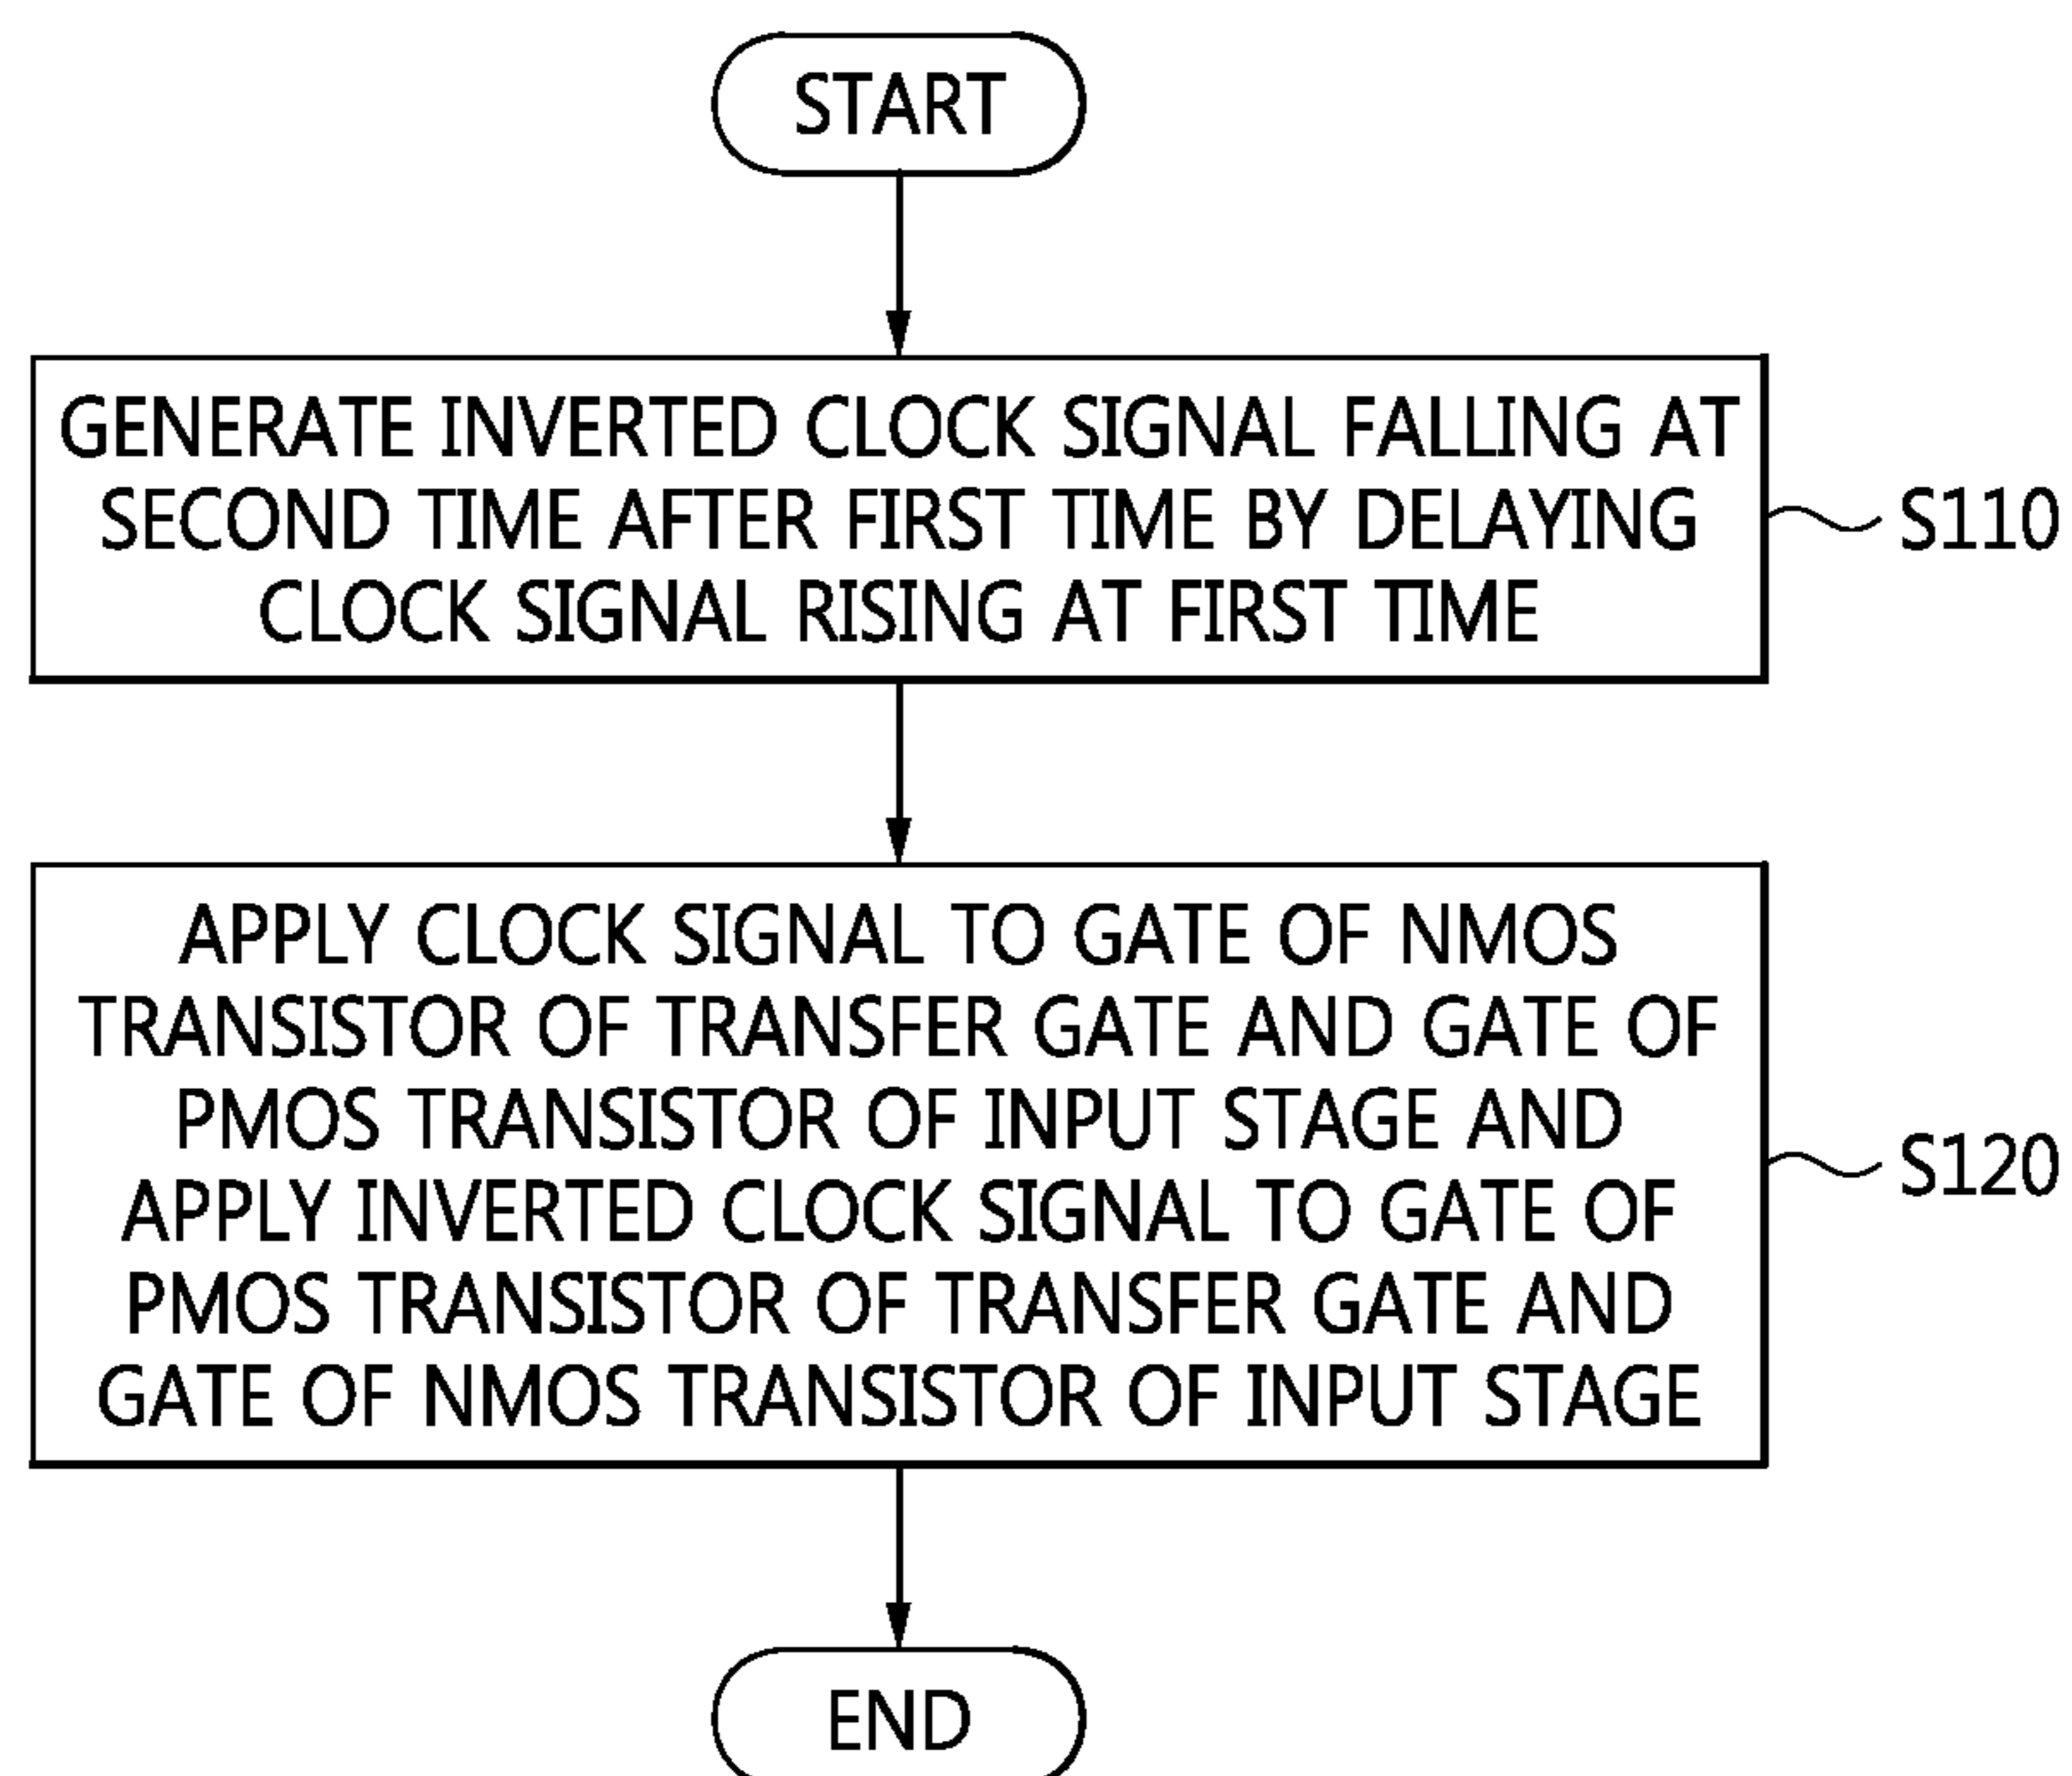 START
GENERATE INVERTED CLOCK SIGNAL FALLING AT
SECOND TIME AFTER FIRST TIME BY DELAYING
CLOCK SIGNAL RISING AT FIRST TIME
S110
APPLY CLOCK SIGNAL TO GATE OF NMOS
TRANSISTOR OF TRANSFER GATE AND GATE OF
PMOS TRANSISTOR OF INPUT STAGE AND
APPLY INVERTED CLOCK SIGNAL TO GATE OF
PMOS TRANSISTOR OF TRANSFER GATE AND
GATE OF NMOS TRANSISTOR OF INPUT STAGE
S120
END